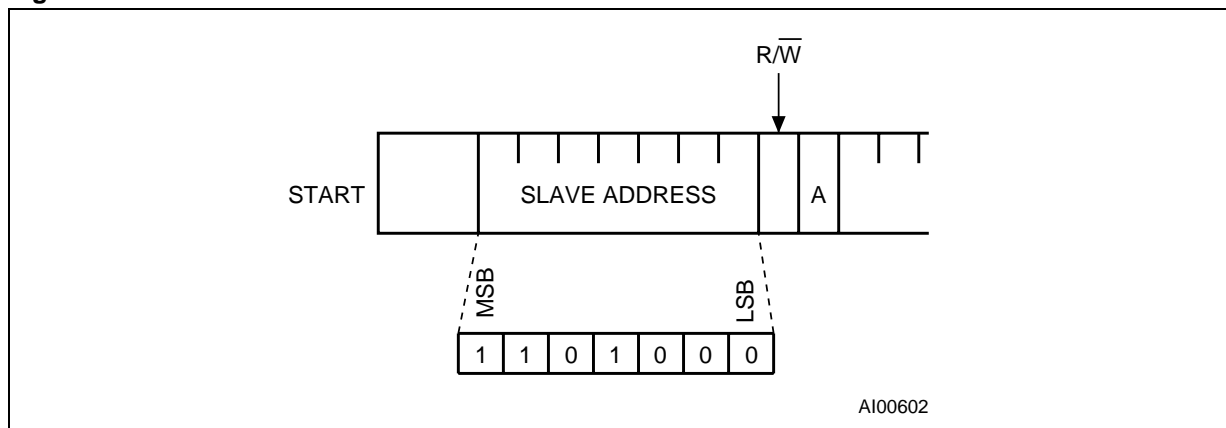 R/W
START
SLAVE ADDRESS
A
MSB
LSB
1 1 0 1 0 0 0
AI00602